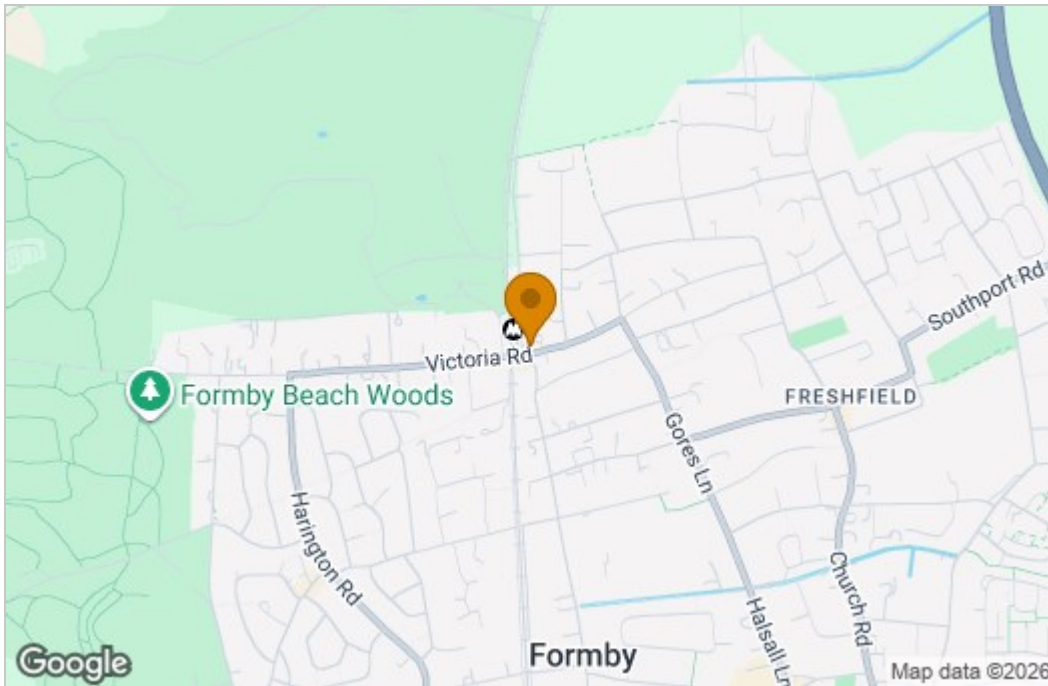 Victoria Rd
Southport Rd
Formby Beach Woods
FRESHFIELD
Gores Ln
Harington Rd
Church Rd
Halsall Ln
Formby
Google
Map data ©2026